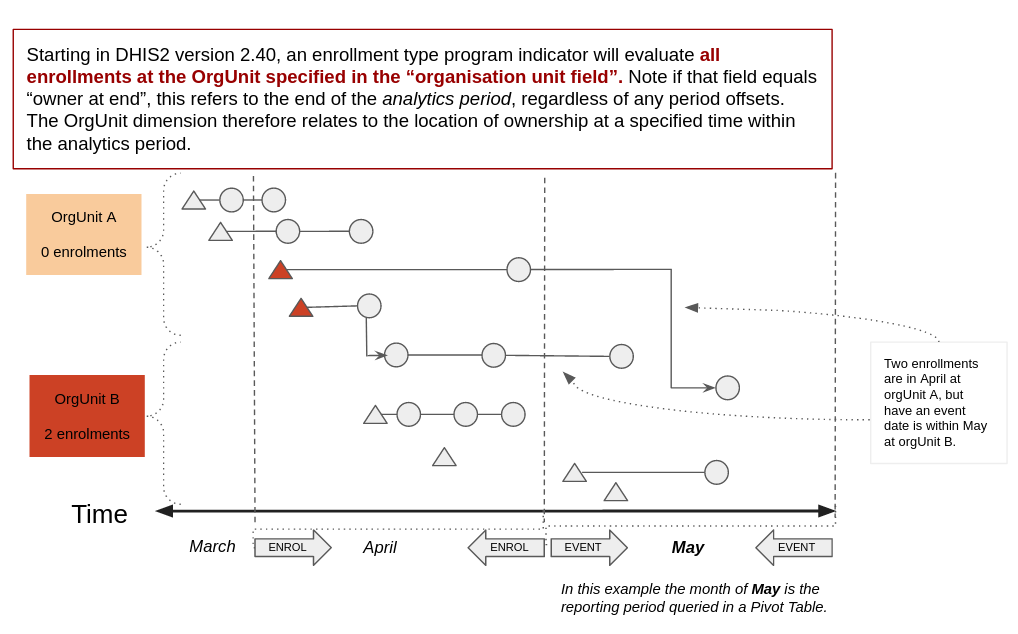 Starting in DHIS2 version 2.40, an enrollment type program indicator will evaluate all
enrollments at the OrgUnit specified in the “organisation unit field”. Note if that field equals
“owner at end”, this refers to the end of the analytics period, regardless of any period offsets.
The OrgUnit dimension therefore relates to the location of ownership at a specified time within
the analytics period.
OrgUnit A
0 enrolments
Two enrollments
are in April at
orgUnit A, but
have an event
date is within May
at orgUnit B.
OrgUnit B
2 enrolments
Time
March
ENROL
April
ENROL
EVENT
May
EVENT
In this example the month of May is the
reporting period queried in a Pivot Table.